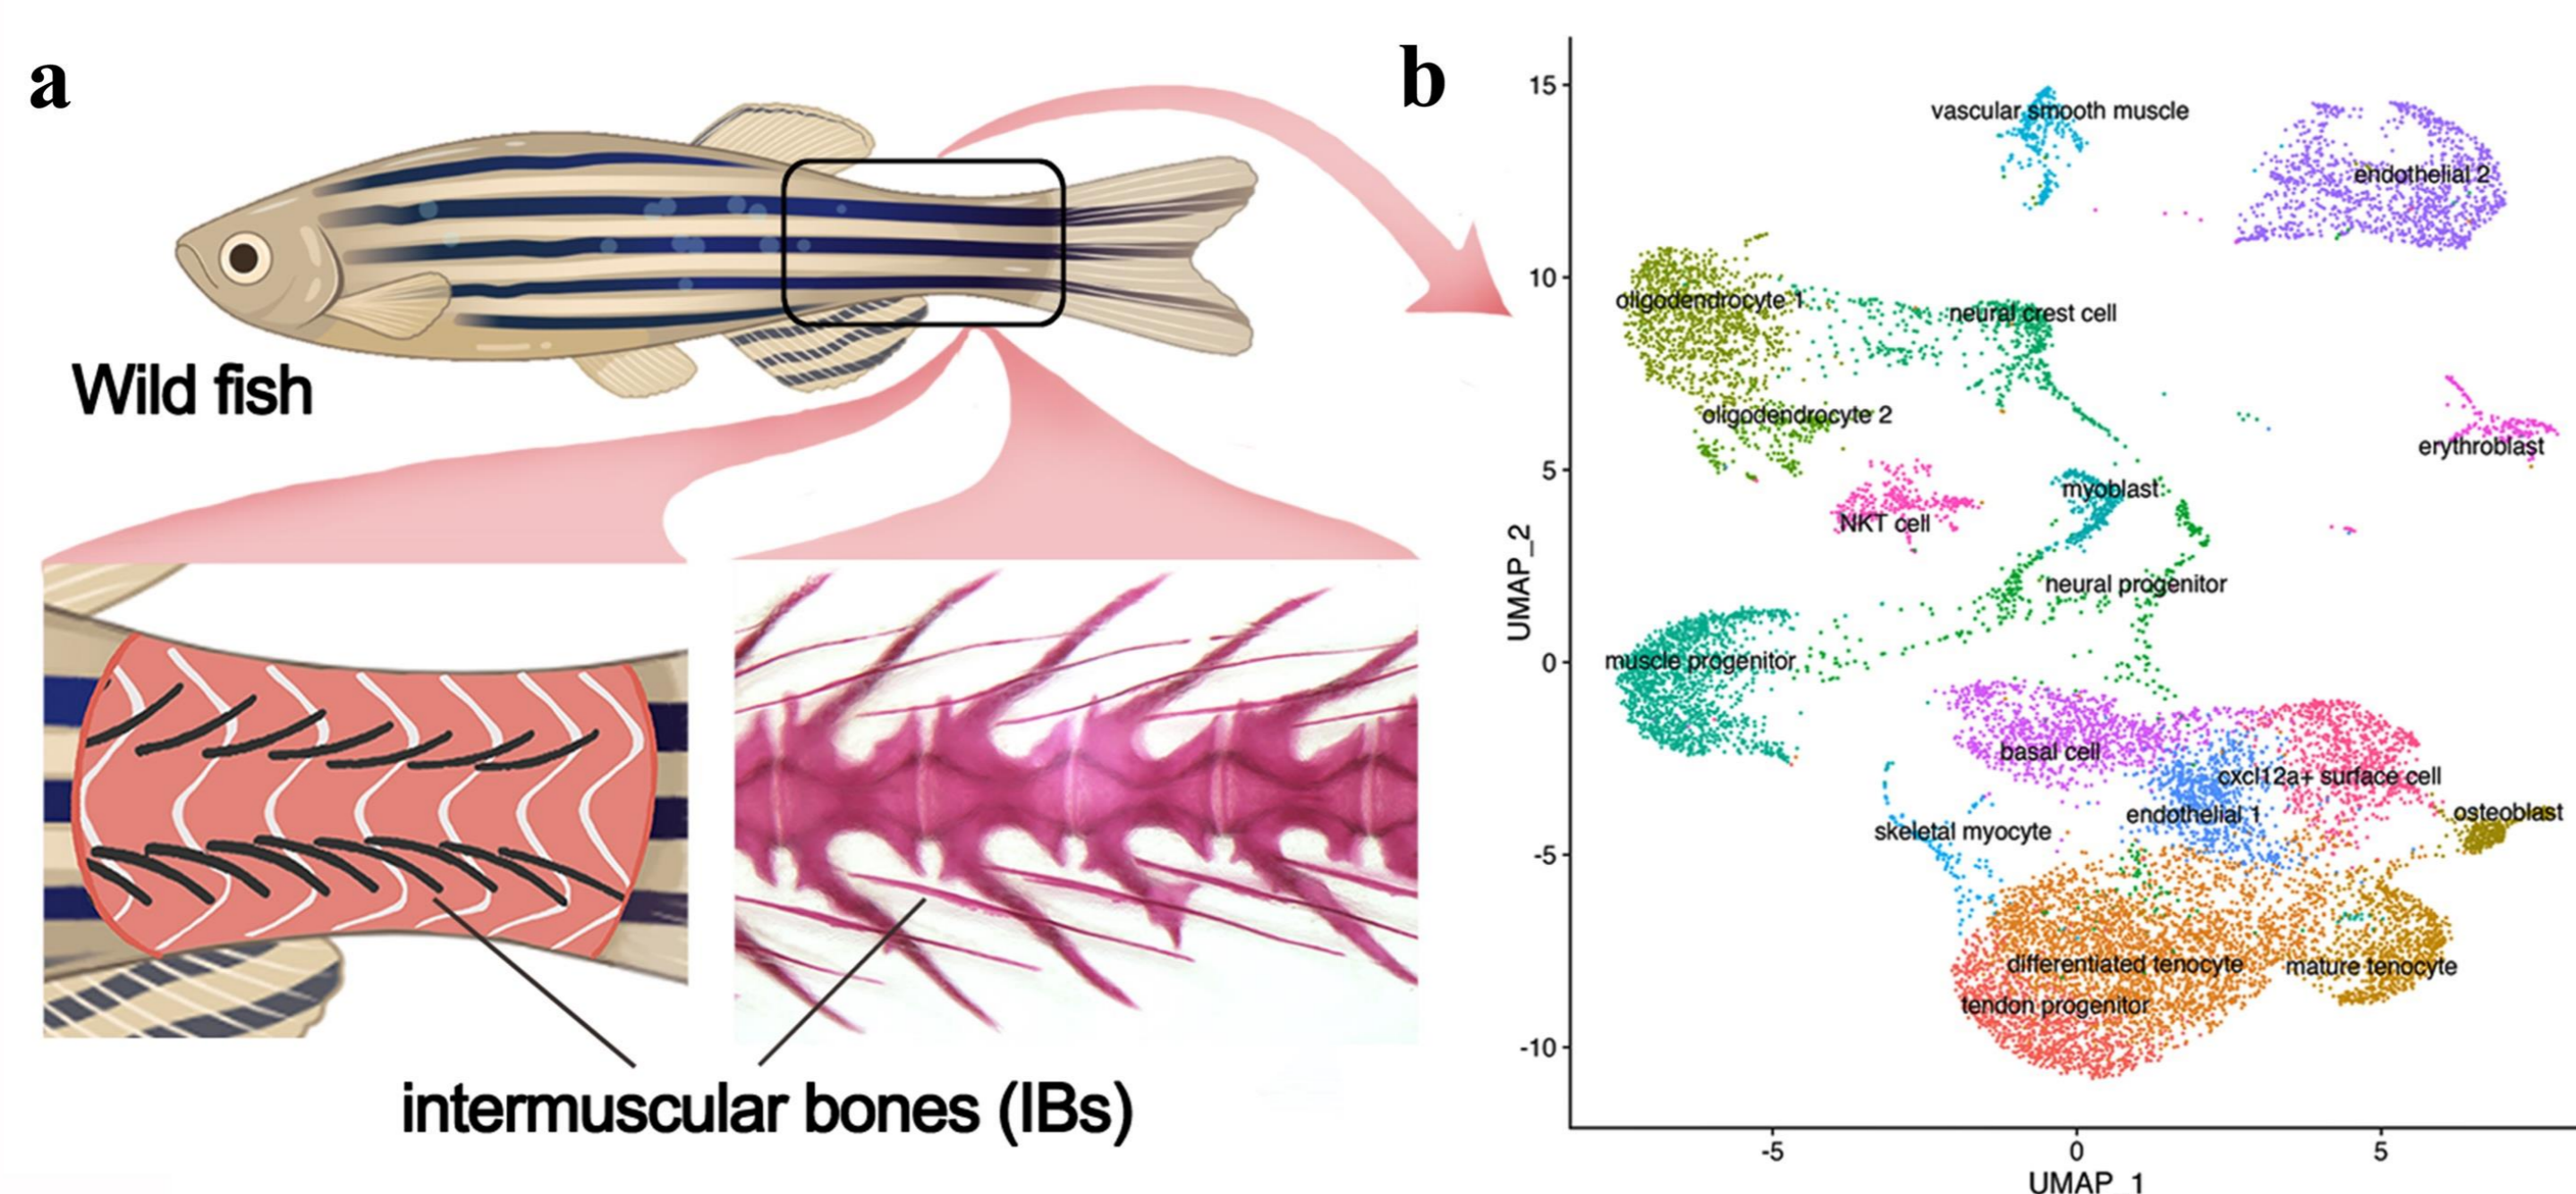 a
Wild fish
intermuscular bones (IBs)
b
15
10
5
0
-5
-10
UMAP_2
vascular smooth muscle
endothelial 2
oligodendrocyte 1
neural crest cell
oligodendrocyte 2
erythroblast
myoblast
NKT cell
neural progenitor
muscle progenitor
basal cell
cxcl12a+ surface cell
endothelial 1
osteoblast
skeletal myocyte
differentiated tenocyte
mature tenocyte
tendon progenitor
-5
0
5
UMAP_1